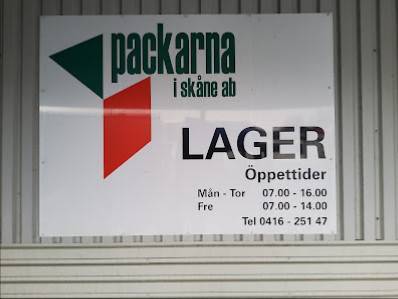 packarna
i skåne ab
LAGER
Öppettider
Mån - Tor 07.00 - 16.00
Fre 07.00 - 14.00
Tel 0416 - 251 47